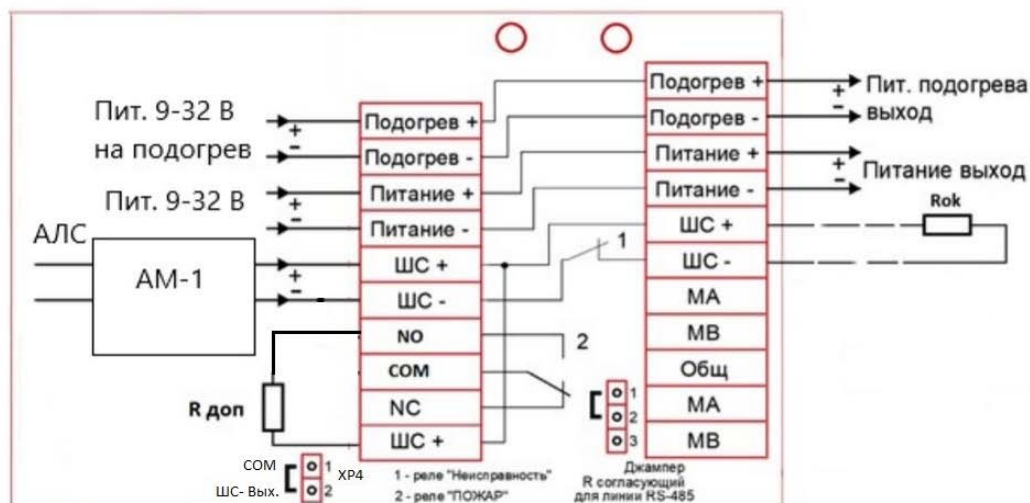 Пит. 9-32 В
на подогрев
+
−
Пит. 9-32 В
+
−
АЛС
АМ-1
+
−
R доп
Подогрев +
Подогрев -
Питание +
Питание -
ШС +
ШС -
NO
COM
NC
ШС +
1
2
COM
ШС- Вых.
1
2
XP4
1 - реле "Неисправность"
2 - реле "ПОЖАР"
1
2
3
Джампер
R согласующий
для линии RS-485
Подогрев +
Подогрев -
Питание +
Питание -
ШС +
ШС -
МА
МВ
Общ
МА
МВ
+
−
Пит. подогрева
выход
+
−
Питание выход
Rok